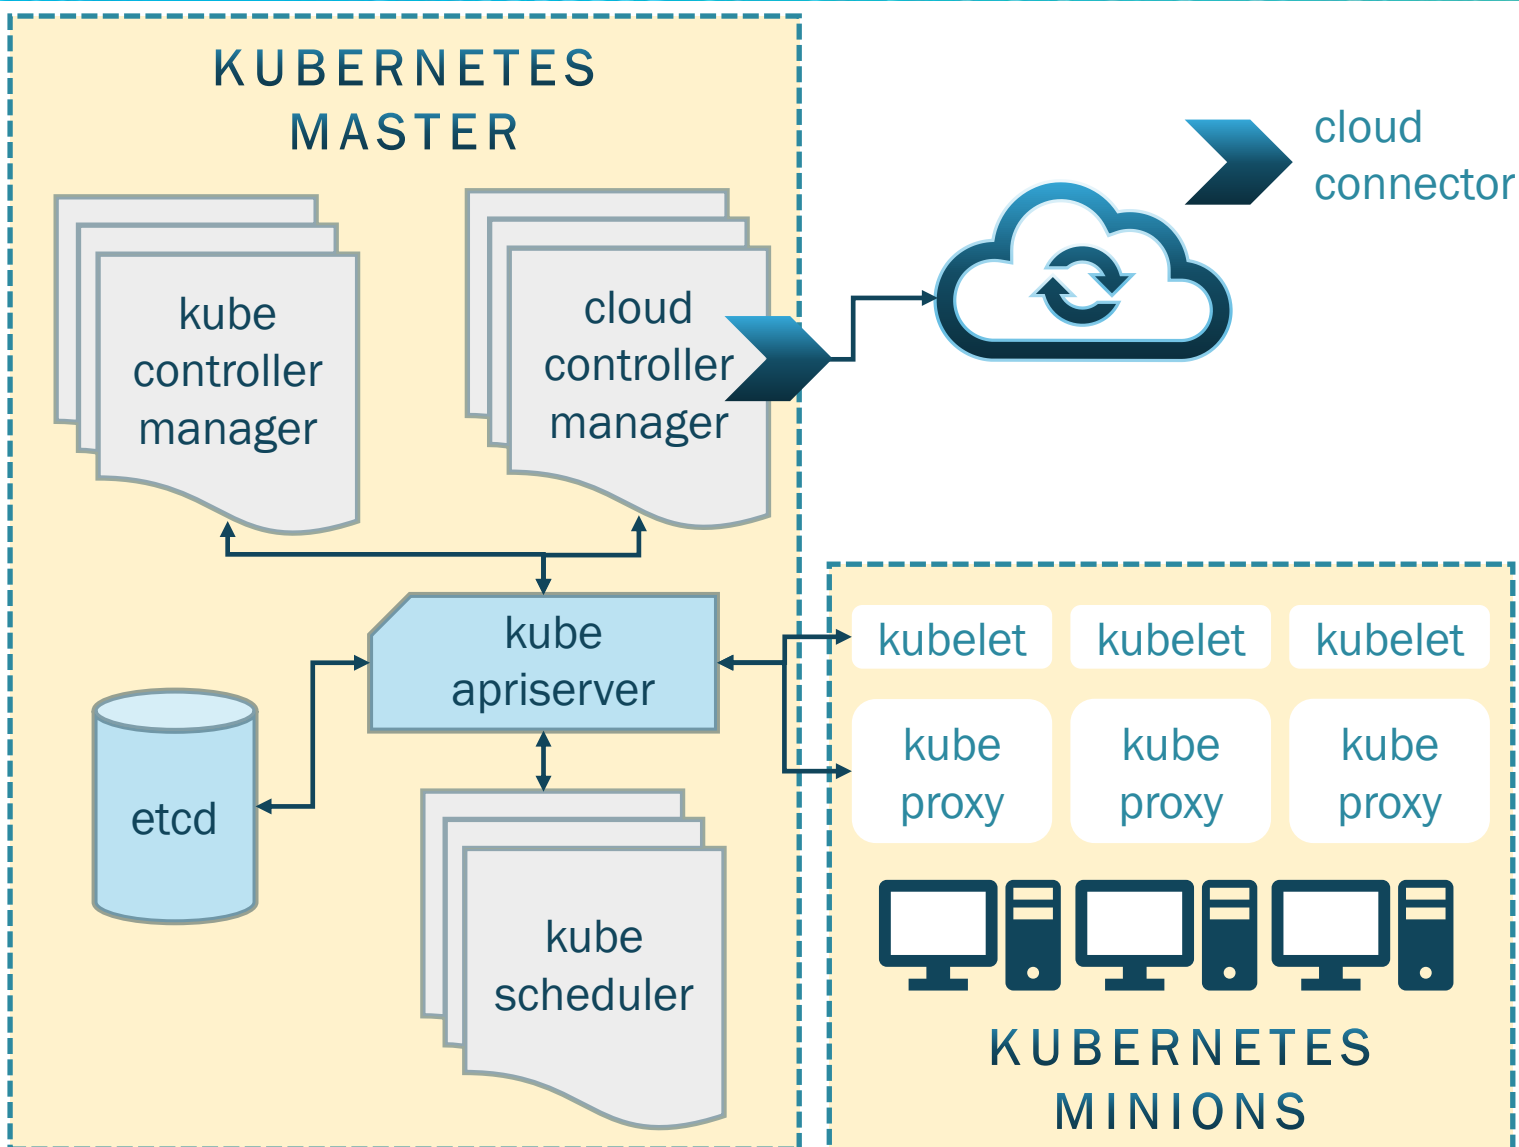 KUBERNETES
MASTER
cloud
connector
kube
controller
manager
cloud
controller
manager
kube
apriserver
etcd
kube
scheduler
kubelet
kubelet
kubelet
kube
proxy
kube
proxy
kube
proxy
KUBERNETES
MINIONS